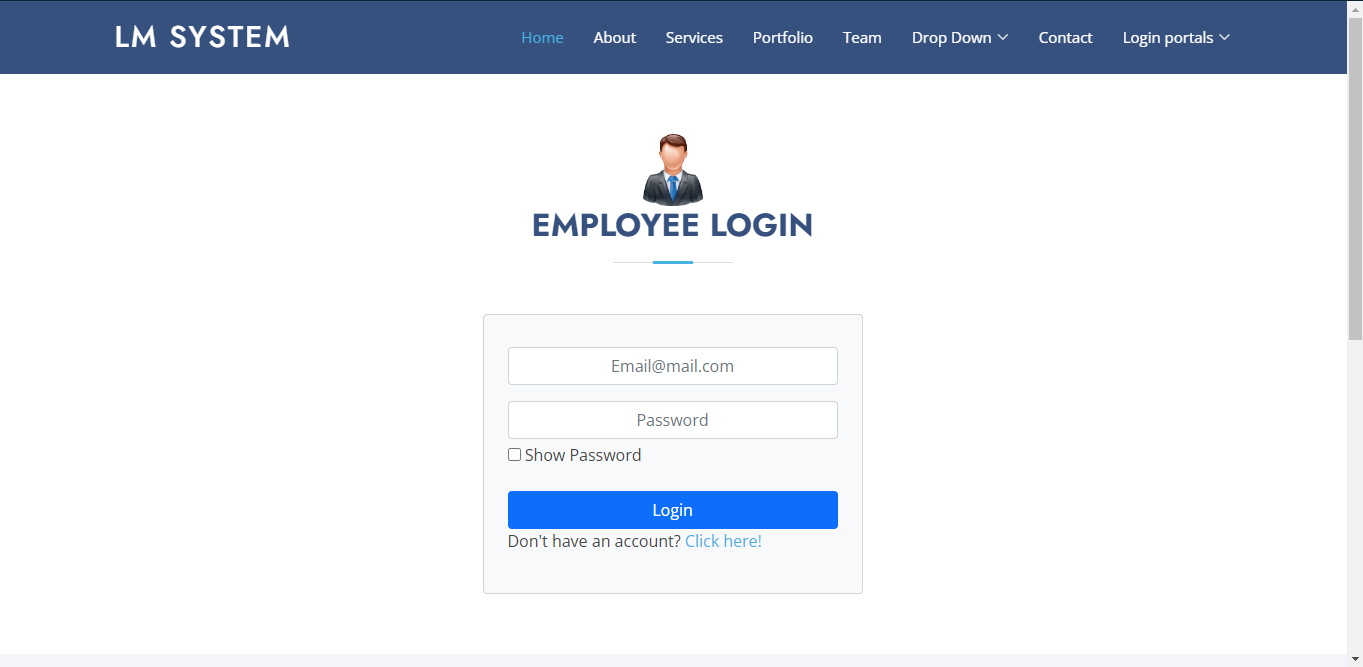 LM SYSTEM
Home About Services Portfolio Team Drop Down Contact Login portals
EMPLOYEE LOGIN
Email@mail.com
Password
Show Password
Login
Don't have an account? Click here!